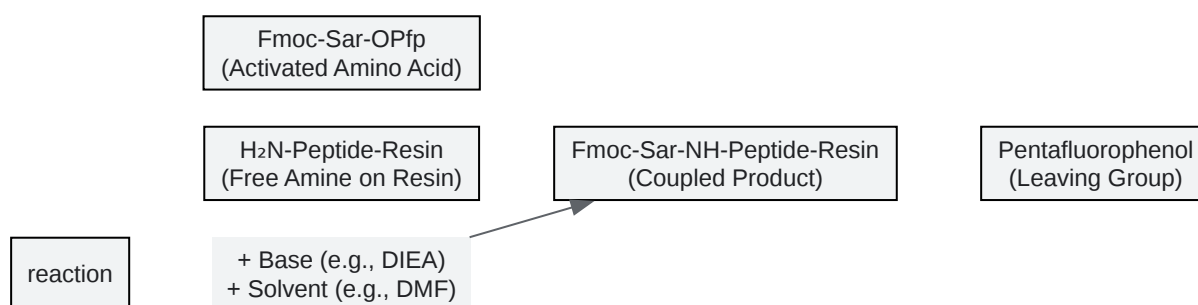 Fmoc-Sar-OPfp
(Activated Amino Acid)
H₂N-Peptide-Resin
(Free Amine on Resin)
Fmoc-Sar-NH-Peptide-Resin
(Coupled Product)
Pentafluorophenol
(Leaving Group)
reaction
+ Base (e.g., DIEA)
+ Solvent (e.g., DMF)